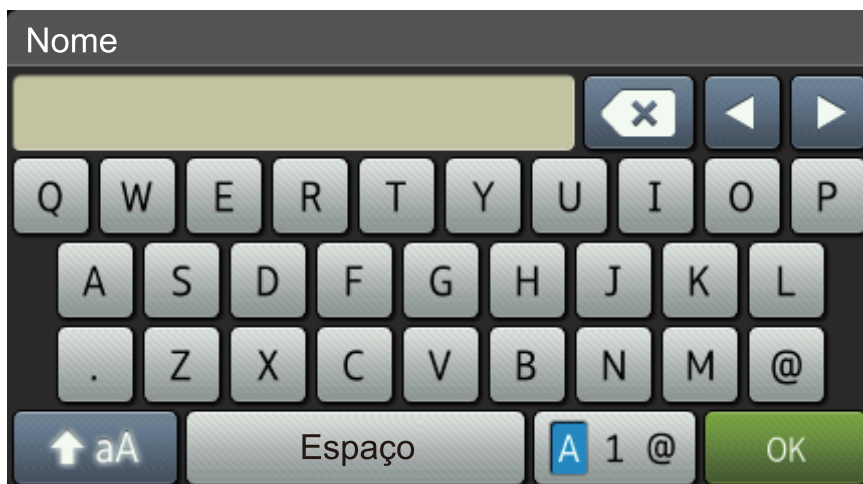 Nome
Q W E R T Y U I O P
A S D F G H J K L
. Z X C V B N M @
aA Espaço A 1 @ OK